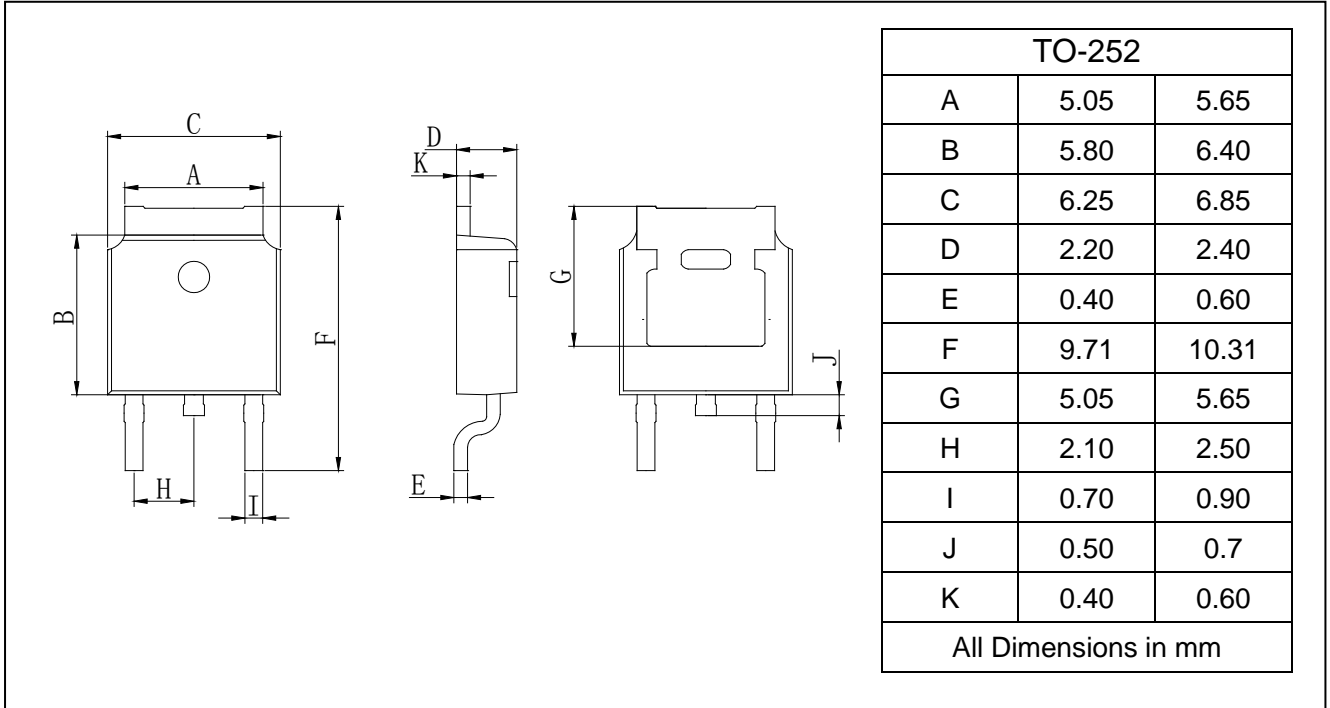 C
A
B
F
H
I
D
K
E
G
J
TO-252
A 5.05 5.65
B 5.80 6.40
C 6.25 6.85
D 2.20 2.40
E 0.40 0.60
F 9.71 10.31
G 5.05 5.65
H 2.10 2.50
I 0.70 0.90
J 0.50 0.7
K 0.40 0.60
All Dimensions in mm